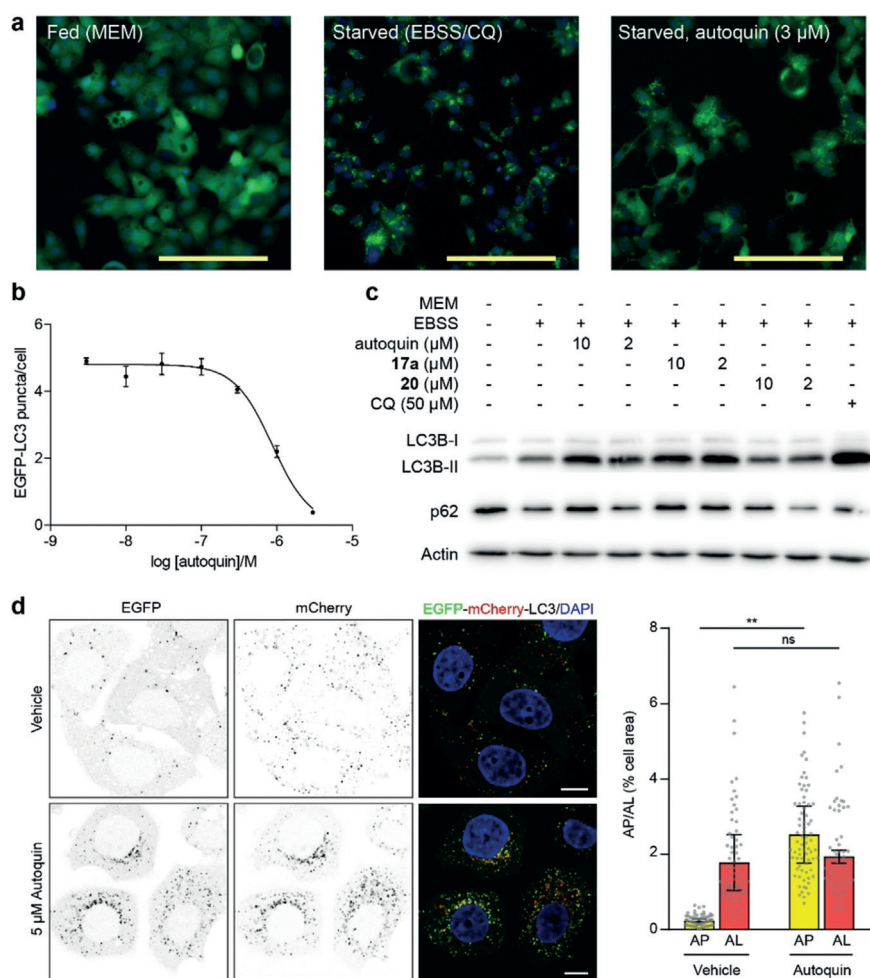 a
Fed (MEM)
Starved (EBSS/CQ)
Starved, autoquin (3 µM)
b
6
4
2
0
-9 -8 -7 -6 -5
EGFP-LC3 puncta/cell
log [autoquin]/M
c
MEM - - - - - - - - -
EBSS - + + + + + + + +
autoquin (µM) - - 10 2 - - - - -
17a (µM) - - - - 10 2 - - -
20 (µM) - - - - - - 10 2 -
CQ (50 µM) - - - - - - - - +
LC3B-I
LC3B-II
p62
Actin
d
EGFP
mCherry
EGFP-mCherry-LC3/DAPI
Vehicle
5 µM Autoquin
AP/AL (% cell area)
8
6
4
2
0
**
ns
AP AL AP AL
Vehicle Autoquin